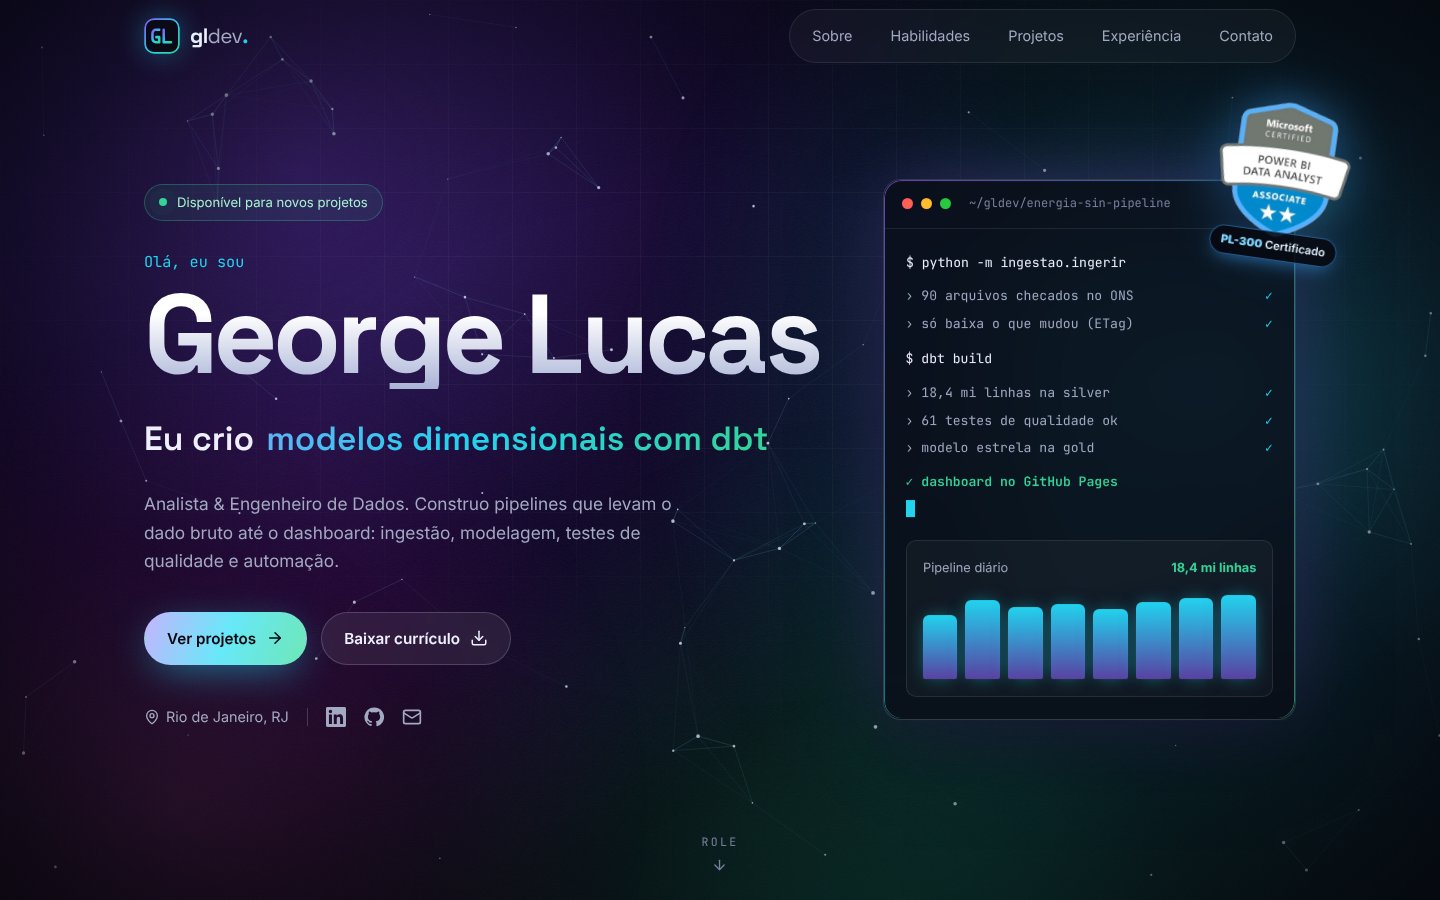 GL gldev.
Sobre Habilidades Projetos Experiência Contato
Disponível para novos projetos
Olá, eu sou
George Lucas
Eu crio modelos dimensionais com dbt
Analista & Engenheiro de Dados. Construo pipelines que levam o
dado bruto até o dashboard: ingestão, modelagem, testes de
qualidade e automação.
Ver projetos →
Baixar currículo
Rio de Janeiro, RJ
in
Microsoft
CERTIFIED
POWER BI
DATA ANALYST
ASSOCIATE
★★
PL-300 Certificado
~/gldev/energia-sin-pipeline
$ python -m ingestao.ingerir
› 90 arquivos checados no ONS ✓
› só baixa o que mudou (ETag) ✓
$ dbt build
› 18,4 mi linhas na silver ✓
› 61 testes de qualidade ok ✓
› modelo estrela na gold ✓
✓ dashboard no GitHub Pages
Pipeline diário 18,4 mi linhas
ROLE
↓